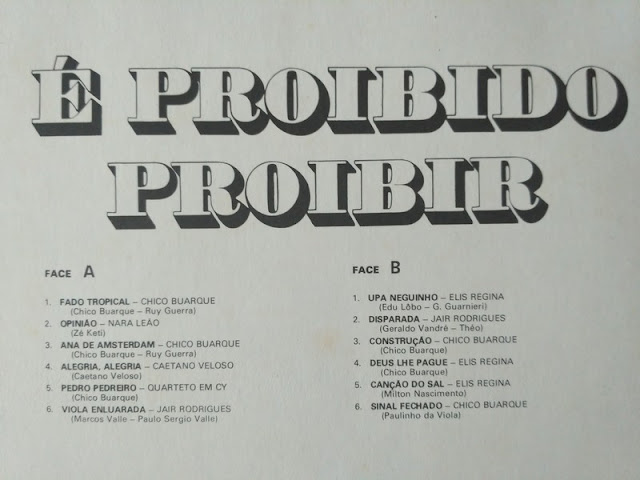 É PROIBIDO
PROIBIR
FACE A
1. FADO TROPICAL – CHICO BUARQUE
(Chico Buarque – Ruy Guerra)
2. OPINIÃO – NARA LEÃO
(Zé Keti)
3. ANA DE AMSTERDAM – CHICO BUARQUE
(Chico Buarque – Ruy Guerra)
4. ALEGRIA, ALEGRIA – CAETANO VELOSO
(Caetano Veloso)
5. PEDRO PEDREIRO – QUARTETO EM CY
(Chico Buarque)
6. VIOLA ENLUARADA – JAIR RODRIGUES
(Marcos Valle – Paulo Sergio Valle)
FACE B
1. UPA NEGUINHO – ELIS REGINA
(Edu Lôbo – G. Guarnieri)
2. DISPARADA – JAIR RODRIGUES
(Geraldo Vandré – Théo)
3. CONSTRUÇÃO – CHICO BUARQUE
(Chico Buarque)
4. DEUS LHE PAGUE – ELIS REGINA
(Chico Buarque)
5. CANÇÃO DO SAL – ELIS REGINA
(Milton Nascimento)
6. SINAL FECHADO – CHICO BUARQUE
(Paulinho da Viola)